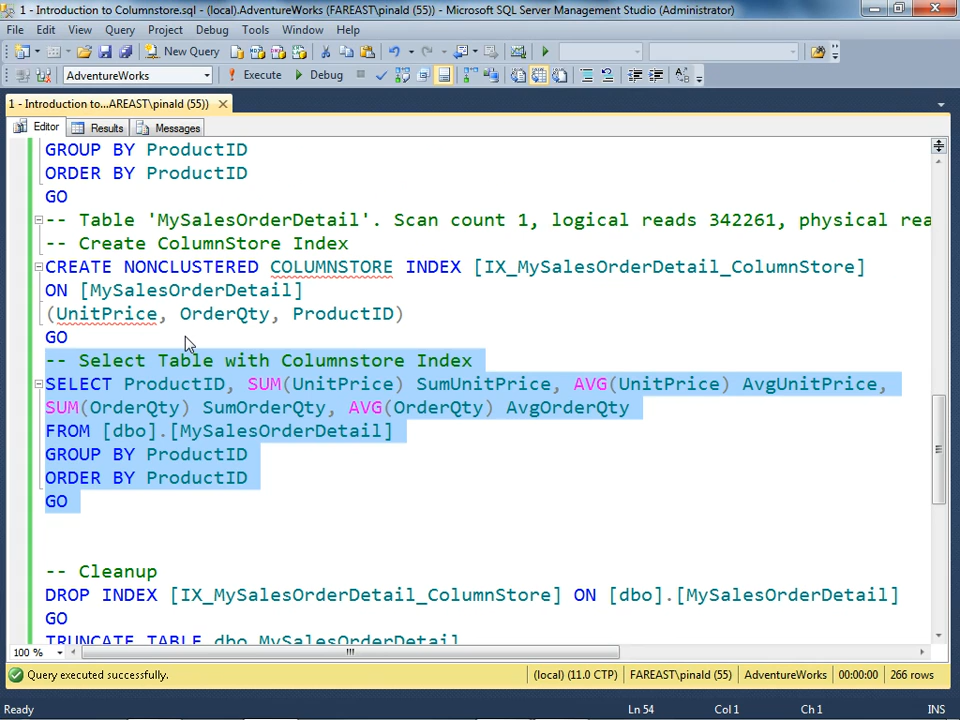 1 - Introduction to Columnstore.sql - (local).AdventureWorks (FAREAST\pinald (55)) - Microsoft SQL Server Management Studio (Administrator)
File Edit View Query Project Debug Tools Window Help
New Query
AdventureWorks Execute Debug
1 - Introduction to...AREAST\pinald (55))
Editor Results Messages
GROUP BY ProductID
ORDER BY ProductID
GO
-- Table 'MySalesOrderDetail'. Scan count 1, logical reads 342261, physical rea
-- Create ColumnStore Index
CREATE NONCLUSTERED COLUMNSTORE INDEX [IX_MySalesOrderDetail_ColumnStore]
ON [MySalesOrderDetail]
(UnitPrice, OrderQty, ProductID)
GO
-- Select Table with Columnstore Index
SELECT ProductID, SUM(UnitPrice) SumUnitPrice, AVG(UnitPrice) AvgUnitPrice,
SUM(OrderQty) SumOrderQty, AVG(OrderQty) AvgOrderQty
FROM [dbo].[MySalesOrderDetail]
GROUP BY ProductID
ORDER BY ProductID
GO
-- Cleanup
DROP INDEX [IX_MySalesOrderDetail_ColumnStore] ON [dbo].[MySalesOrderDetail]
GO
TRUNCATE TABLE dbo.MySalesOrderDetail
100 %
Query executed successfully. (local) (11.0 CTP) FAREAST\pinald (55) AdventureWorks 00:00:00 266 rows
Ready Ln 54 Col 1 Ch 1 INS